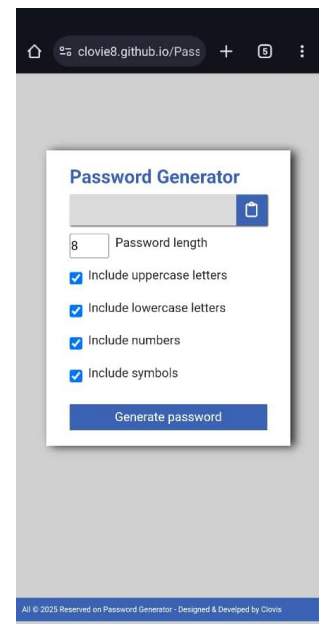 clovie8.github.io/Pass
5
Password Generator
8 Password length
Include uppercase letters
Include lowercase letters
Include numbers
Include symbols
Generate password
All © 2025 Reserved on Password Generator - Designed & Develped by Clovis